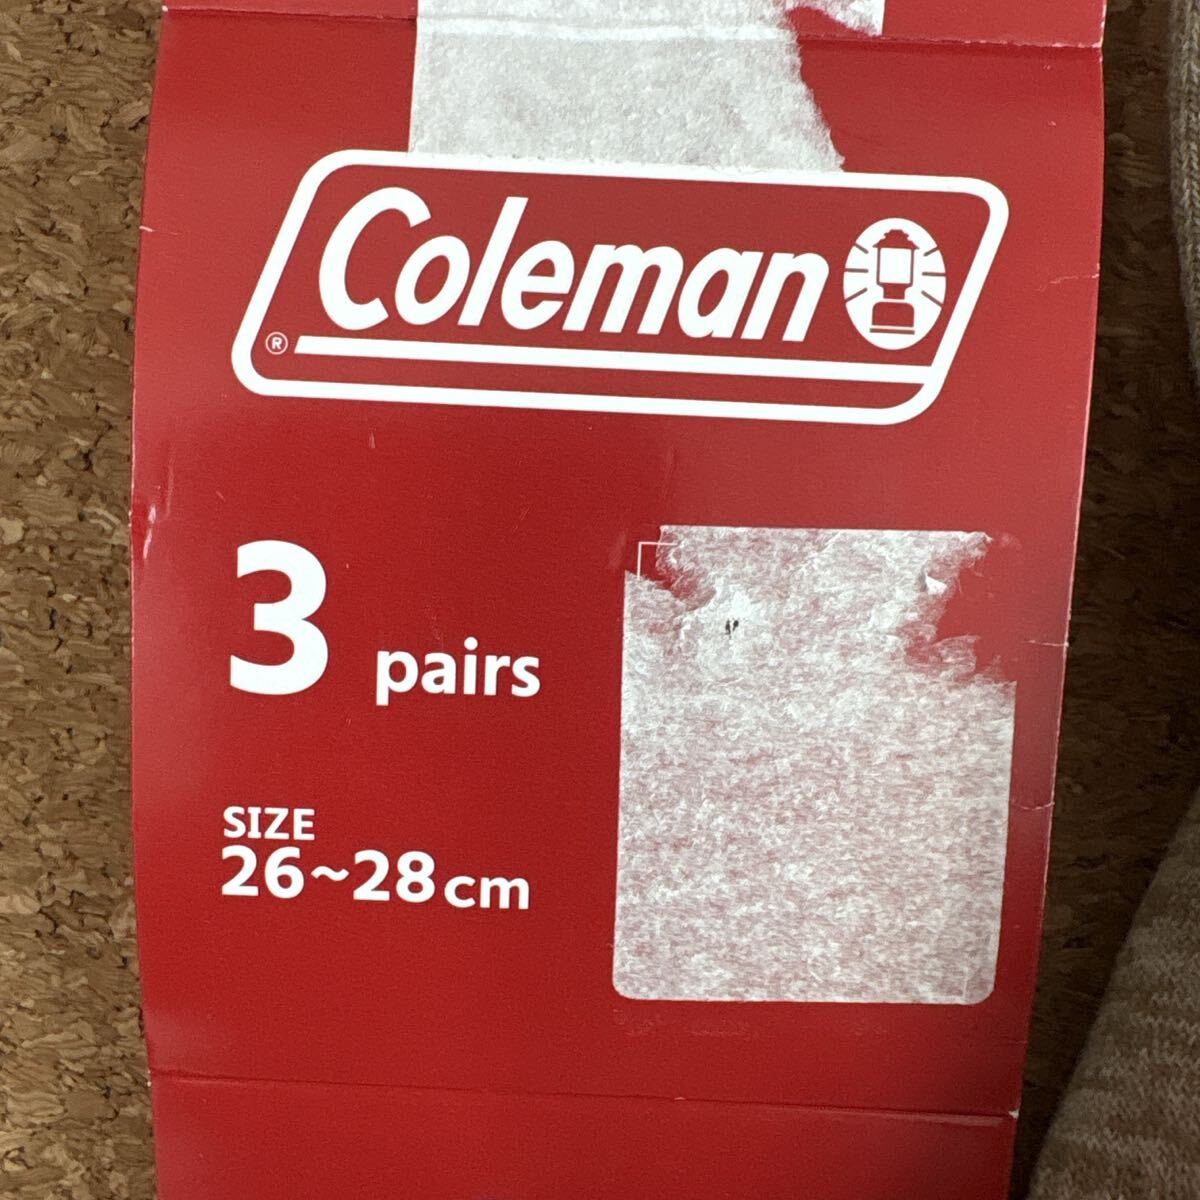 Coleman
®
3 pairs
SIZE
26~28cm